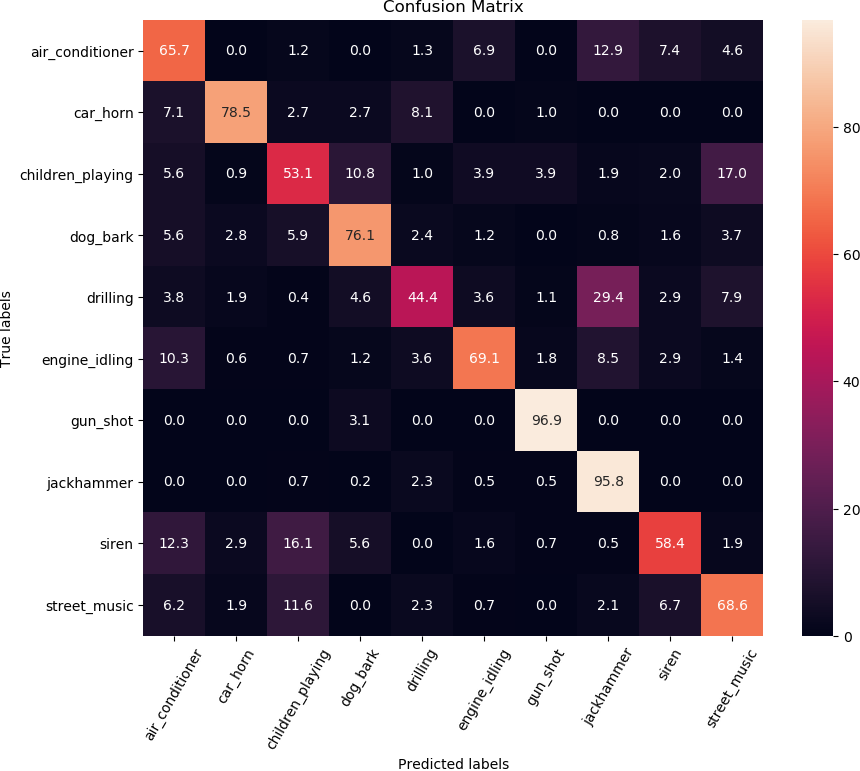 Confusion Matrix
air_conditioner 65.7 0.0 1.2 0.0 1.3 6.9 0.0 12.9 7.4 4.6
car_horn 7.1 78.5 2.7 2.7 8.1 0.0 1.0 0.0 0.0 0.0
children_playing 5.6 0.9 53.1 10.8 1.0 3.9 3.9 1.9 2.0 17.0
dog_bark 5.6 2.8 5.9 76.1 2.4 1.2 0.0 0.8 1.6 3.7
drilling 3.8 1.9 0.4 4.6 44.4 3.6 1.1 29.4 2.9 7.9
engine_idling 10.3 0.6 0.7 1.2 3.6 69.1 1.8 8.5 2.9 1.4
gun_shot 0.0 0.0 0.0 3.1 0.0 0.0 96.9 0.0 0.0 0.0
jackhammer 0.0 0.0 0.7 0.2 2.3 0.5 0.5 95.8 0.0 0.0
siren 12.3 2.9 16.1 5.6 0.0 1.6 0.7 0.5 58.4 1.9
street_music 6.2 1.9 11.6 0.0 2.3 0.7 0.0 2.1 6.7 68.6
True labels
air_conditioner car_horn children_playing dog_bark drilling engine_idling gun_shot jackhammer siren street_music
Predicted labels
80
60
40
20
0